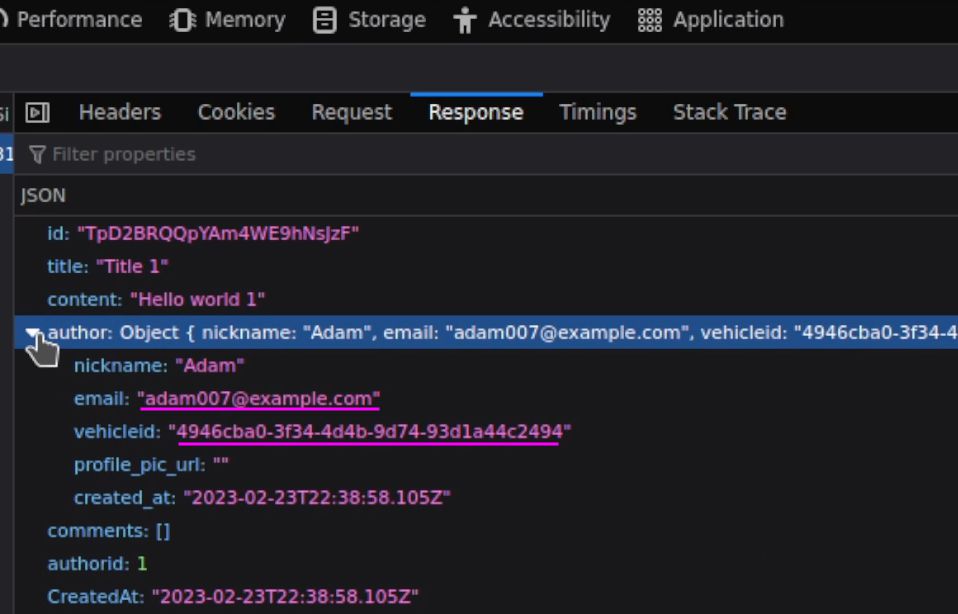 Performance Memory Storage Accessibility Application
Si Headers Cookies Request Response Timings Stack Trace
31 Filter properties
JSON
id: "TpD2BRQQpYAm4WE9hNsJzF"
title: "Title 1"
content: "Hello world 1"
author: Object { nickname: "Adam", email: "adam007@example.com", vehicleid: "4946cba0-3f34-4
nickname: "Adam"
email: "adam007@example.com"
vehicleid: "4946cba0-3f34-4d4b-9d74-93d1a44c2494"
profile_pic_url: ""
created_at: "2023-02-23T22:38:58.105Z"
comments: []
authorid: 1
CreatedAt: "2023-02-23T22:38:58.105Z"